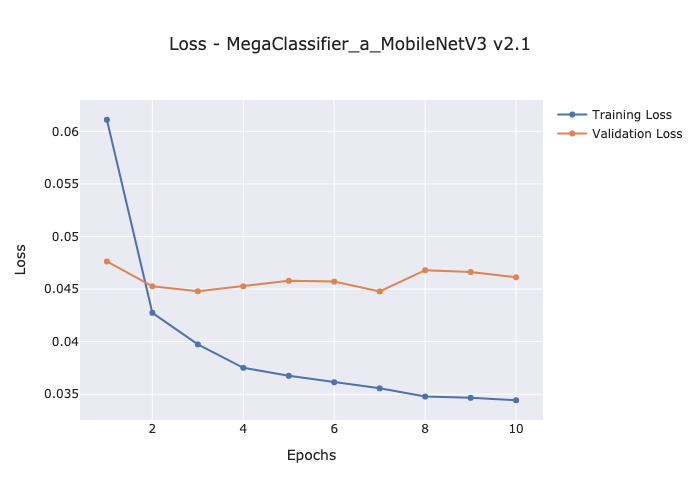 Loss - MegaClassifier_a_MobileNetV3 v2.1
Training Loss
Validation Loss
0.06
0.055
0.05
0.045
0.04
0.035
Loss
2 4 6 8 10
Epochs